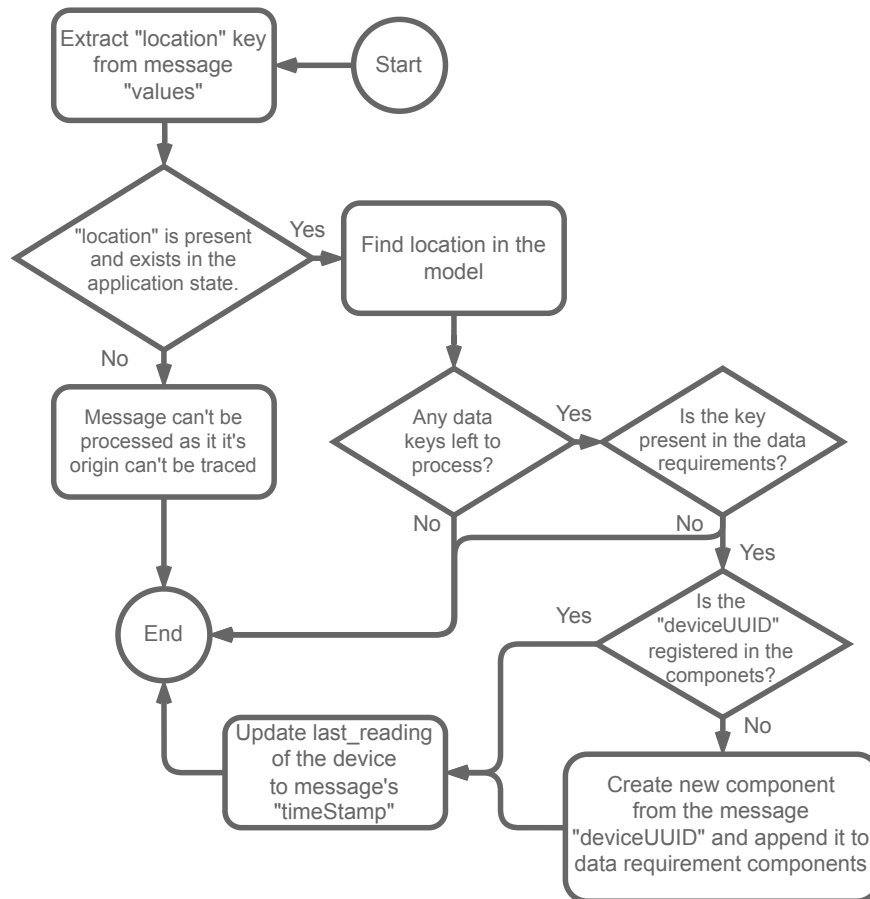 Start
Extract "location" key
from message
"values"
"location" is present
and exists in the
application state.
Yes
Find location in the
model
No
Message can't be
processed as it it's
origin can't be traced
Any data
keys left to
process?
Yes
Is the key
present in the data
requirements?
No
No
Yes
End
Is the
"deviceUUID"
registered in the
componets?
Yes
No
Update last_reading
of the device
to message's
"timeStamp"
Create new component
from the message
"deviceUUID" and append it to
data requirement components